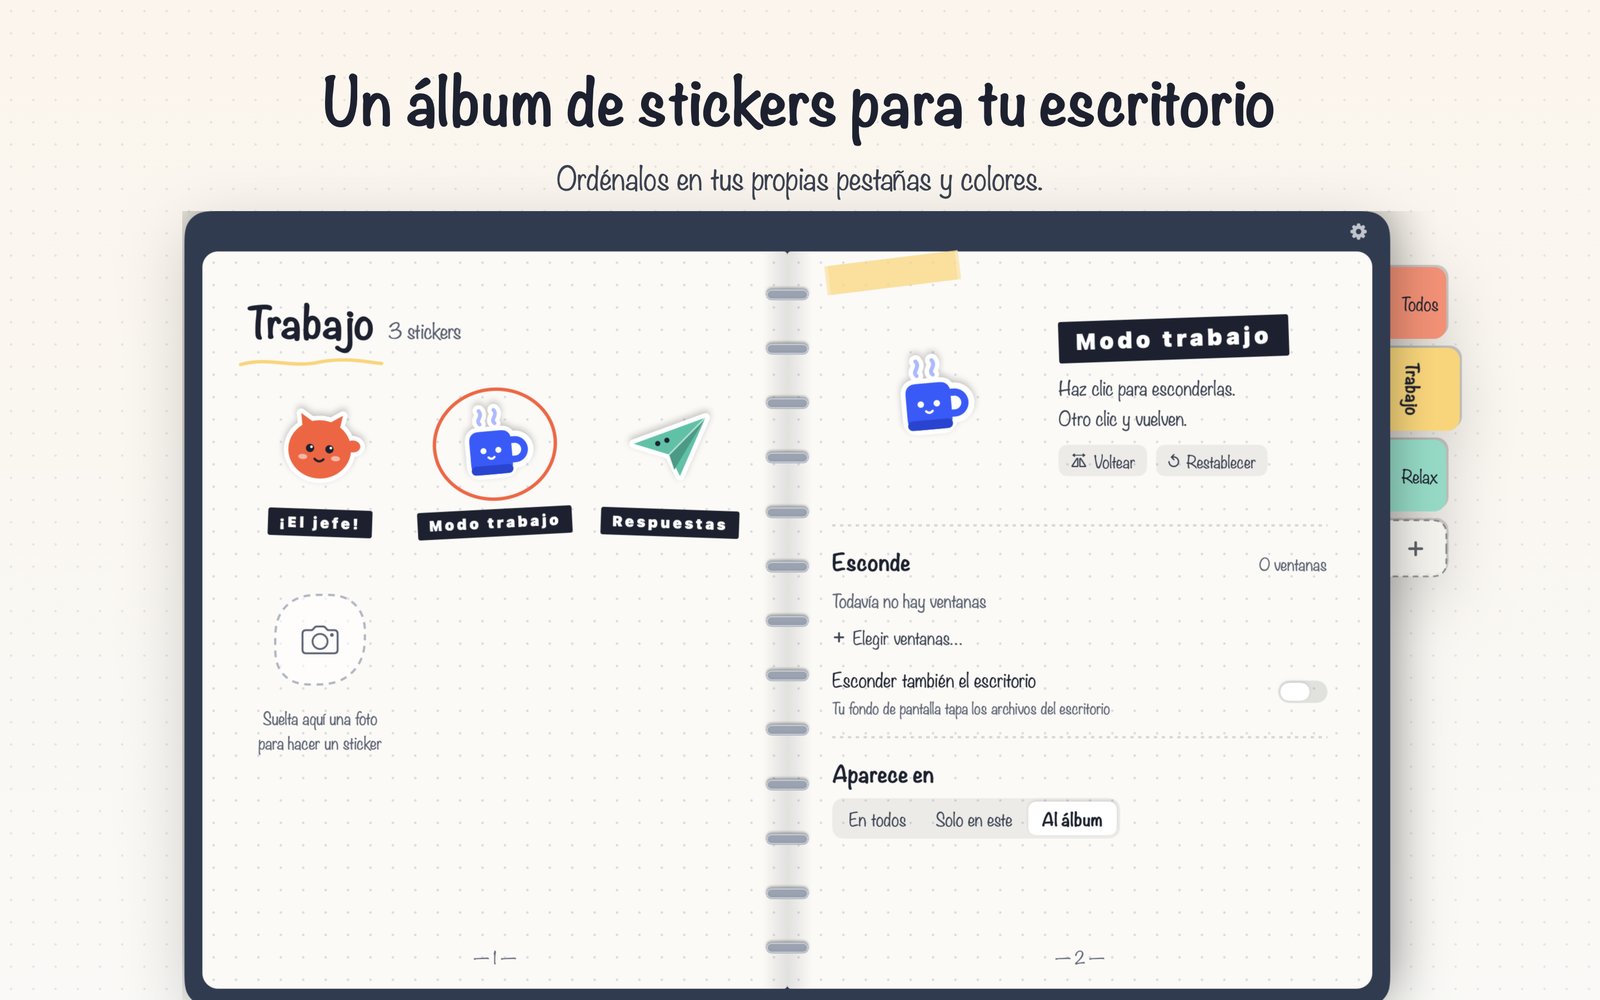 Un álbum de stickers para tu escritorio
Ordénalos en tus propias pestañas y colores.
Trabajo 3 stickers
¡El jefe!
Modo trabajo
Respuestas
Suelta aquí una foto
para hacer un sticker
—1—
Modo trabajo
Haz clic para esconderlas.
Otro clic y vuelven.
Voltear
Restablecer
Esconde
0 ventanas
Todavía no hay ventanas
+ Elegir ventanas...
Esconder también el escritorio
Tu fondo de pantalla tapa los archivos del escritorio
Aparece en
En todos
Solo en este
Al álbum
—2—
Todos
Trabajo
Relax
+